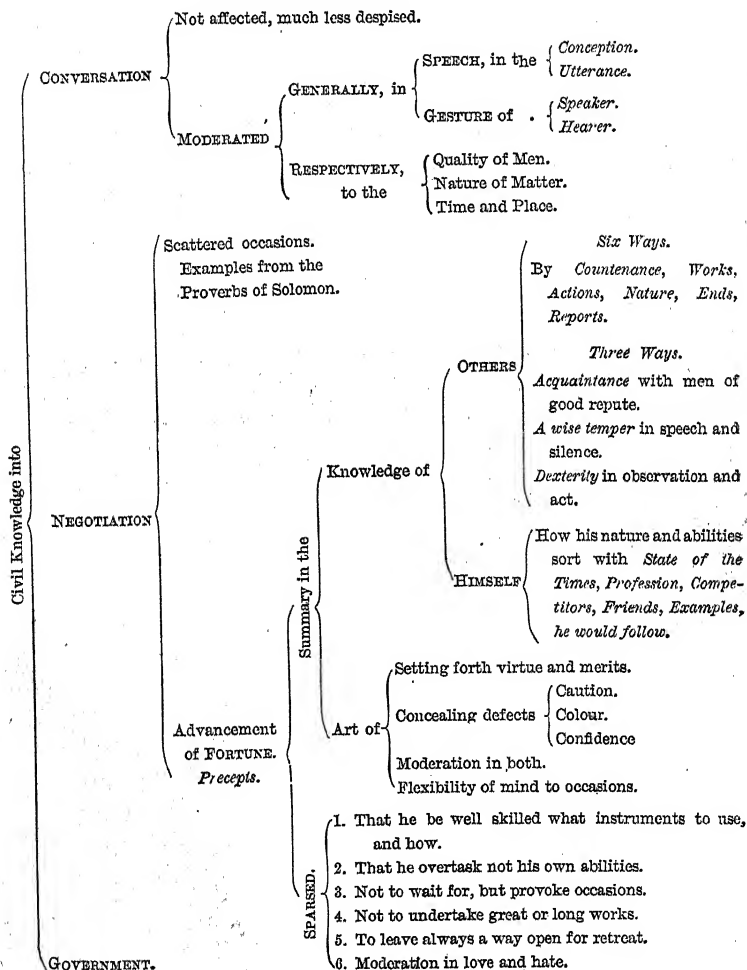 Civil Knowledge into
CONVERSATION
Not affected, much less despised.
MODERATED
GENERALLY, in
SPEECH, in the
Conception.
Utterance.
GESTURE of .
Speaker.
Hearer.
RESPECTIVELY,
to the
Quality of Men.
Nature of Matter.
Time and Place.
NEGOTIATION
Scattered occasions.
Examples from the
Proverbs of Solomon.
Advancement
of FORTUNE.
Precepts.
Summary in the
Knowledge of
OTHERS
Six Ways.
By Countenance, Works,
Actions, Nature, Ends,
Reports.
Three Ways.
Acquaintance with men of
good repute.
A wise temper in speech and
silence.
Dexterity in observation and
act.
HIMSELF
How his nature and abilities
sort with State of the
Times, Profession, Compe-
titors, Friends, Examples,
he would follow.
Art of
Setting forth virtue and merits.
Concealing defects
Caution.
Colour.
Confidence
Moderation in both.
Flexibility of mind to occasions.
SPARSED.
1. That he be well skilled what instruments to use,
and how.
2. That he overtask not his own abilities.
3. Not to wait for, but provoke occasions.
4. Not to undertake great or long works.
5. To leave always a way open for retreat.
6. Moderation in love and hate.
GOVERNMENT.